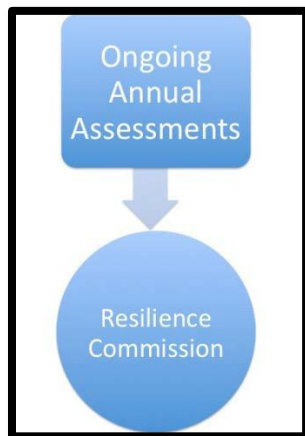 Ongoing
Annual
Assessments
Resilience
Commission